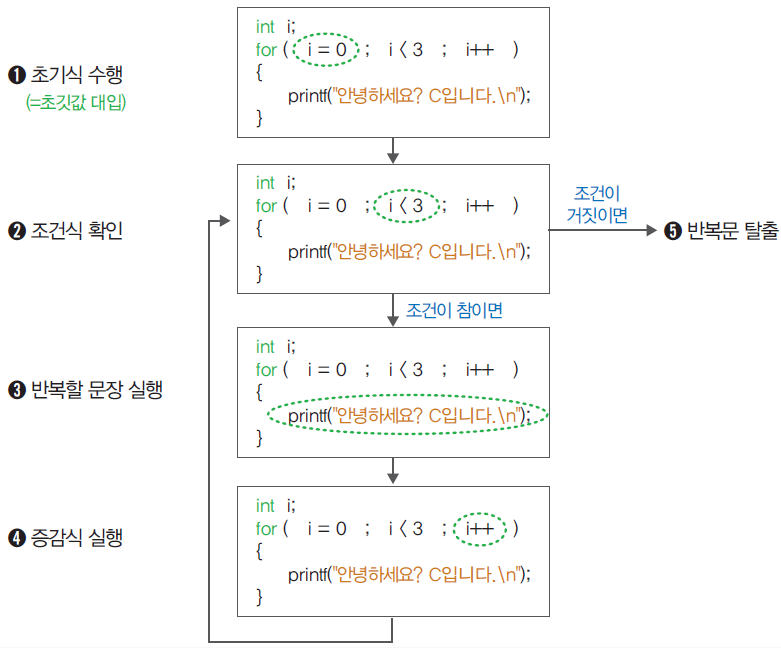 ❶ 초기식 수행
(=초깃값 대입)
int i;
for ( i = 0 ; i < 3 ; i++ )
{
printf("안녕하세요? C입니다.\n");
}
❷ 조건식 확인
int i;
for ( i = 0 ; i < 3 ; i++ )
{
printf("안녕하세요? C입니다.\n");
}
조건이
거짓이면
❺ 반복문 탈출
조건이 참이면
❸ 반복할 문장 실행
int i;
for ( i = 0 ; i < 3 ; i++ )
{
printf("안녕하세요? C입니다.\n");
}
❹ 증감식 실행
int i;
for ( i = 0 ; i < 3 ; i++ )
{
printf("안녕하세요? C입니다.\n");
}